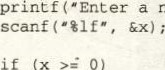 printf("Enter a n
scanf("%lf", &x);
if (x >= 0)